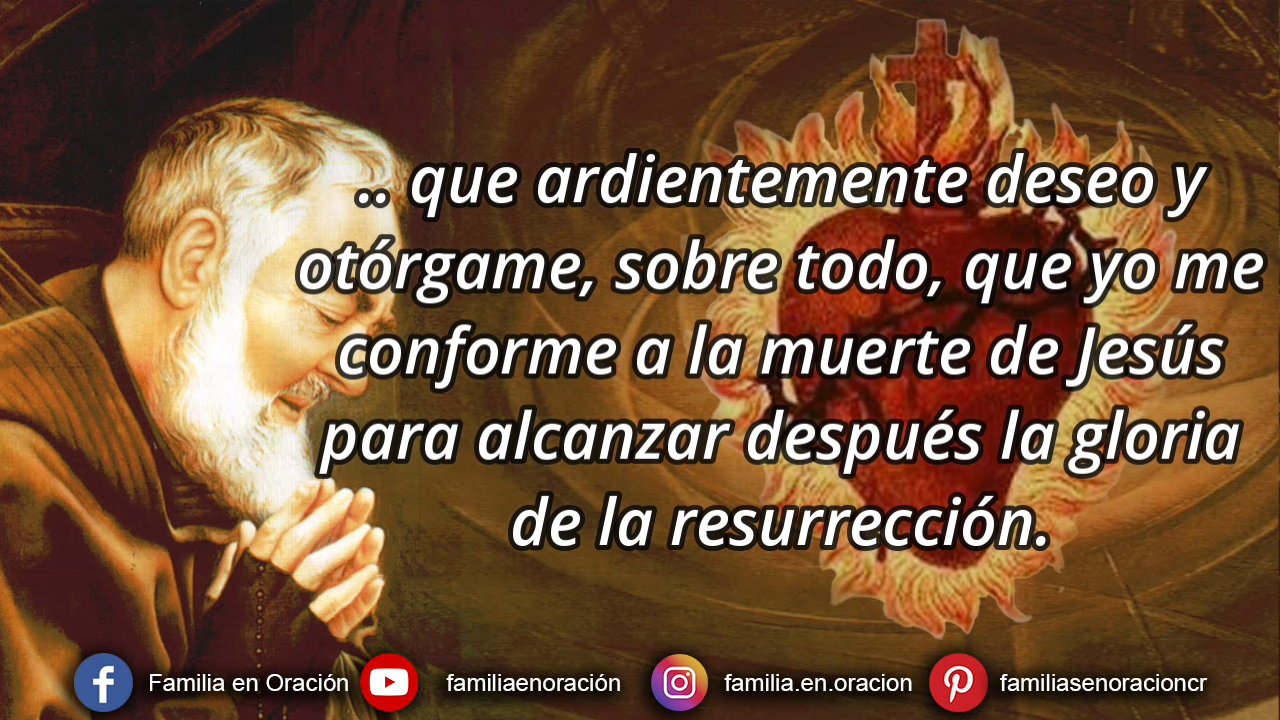 .. que ardientemente deseo y
otórgame, sobre todo, que yo me
conforme a la muerte de Jesús
para alcanzar después la gloria
de la resurrección.
Familia en Oración familiaenoración familia.en.oracion familiasenoracioncr